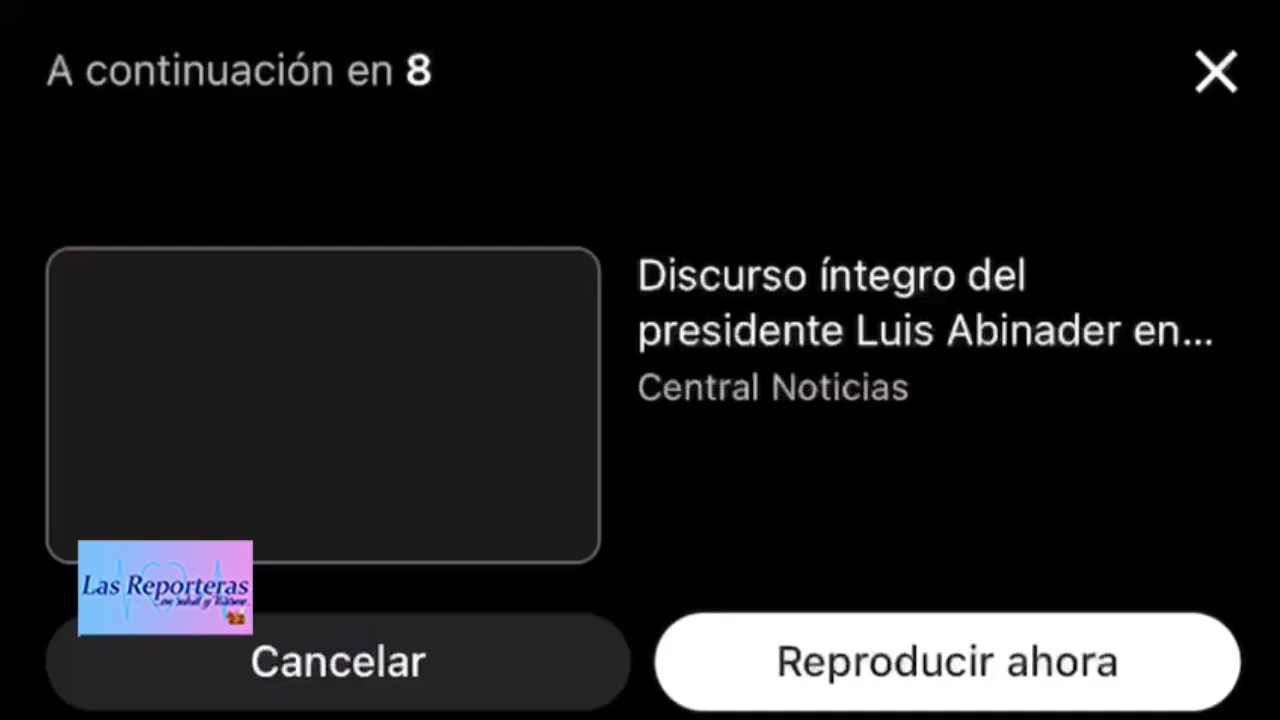 A continuación en 8
Discurso íntegro del
presidente Luis Abinader en...
Central Noticias
Las Reporteras
Cancelar
Reproducir ahora